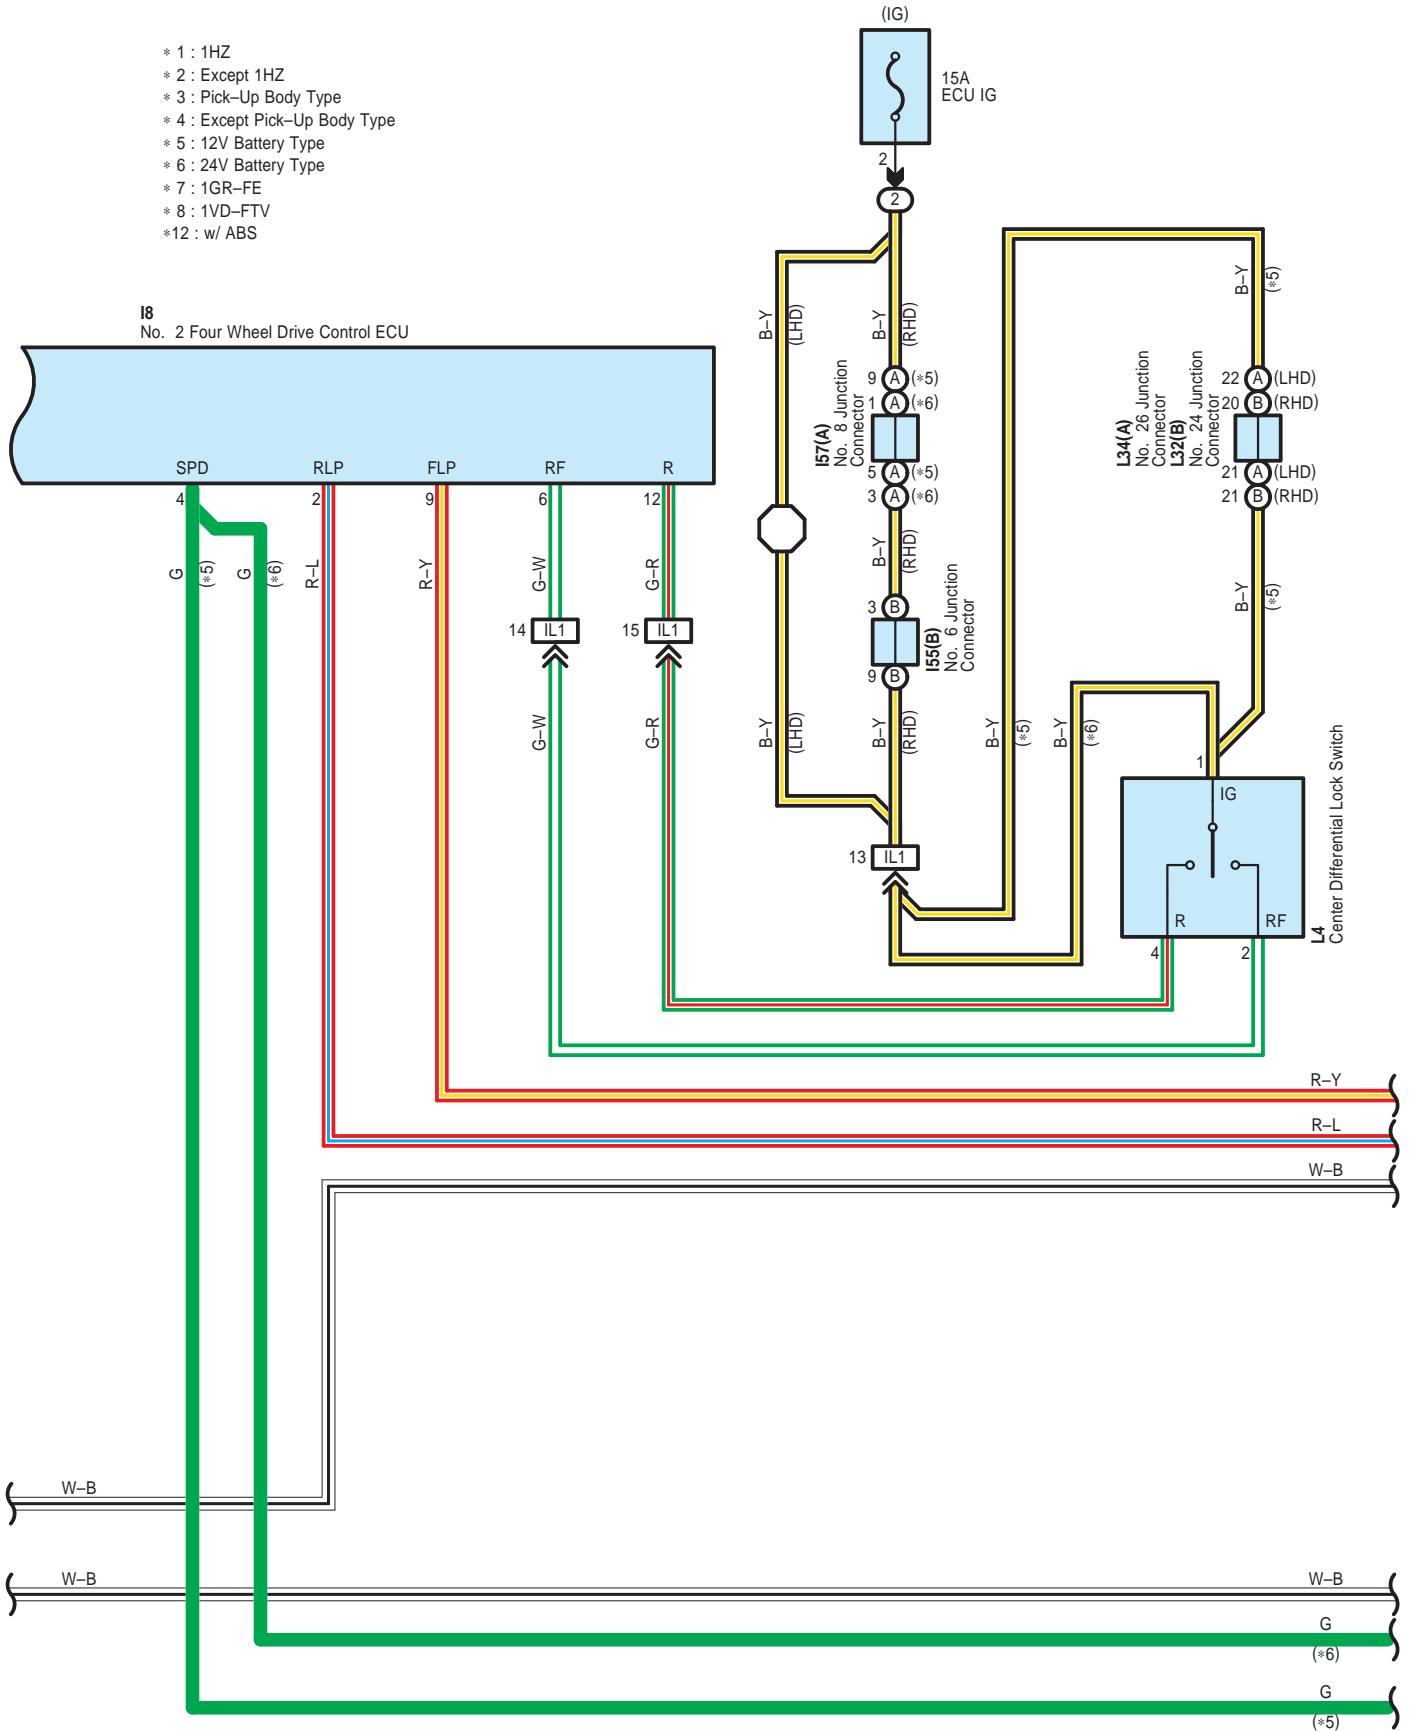 (IG)
15A
ECU IG
2
2
∗ 1 : 1HZ
∗ 2 : Except 1HZ
∗ 3 : Pick–Up Body Type
∗ 4 : Except Pick–Up Body Type
∗ 5 : 12V Battery Type
∗ 6 : 24V Battery Type
∗ 7 : 1GR–FE
∗ 8 : 1VD–FTV
∗12 : w/ ABS
I8
No. 2 Four Wheel Drive Control ECU
SPD
RLP
FLP
RF
R
4
2
9
6
12
G
(∗5)
G
(∗6)
R–L
R–Y
G–W
G–R
14 IL1
15 IL1
G–W
G–R
B–Y
(LHD)
B–Y
(RHD)
9 A (∗5)
1 A (∗6)
I57(A)
No. 8 Junction
Connector
5 A (∗5)
3 A (∗6)
B–Y
(RHD)
3 B
I55(B)
No. 6 Junction
Connector
9 B
B–Y
(LHD)
B–Y
(RHD)
13 IL1
B–Y
(∗5)
B–Y
(∗6)
B–Y
(∗5)
22 A (LHD)
20 B (RHD)
L34(A)
No. 26 Junction
Connector
L32(B)
No. 24 Junction
Connector
21 A (LHD)
21 B (RHD)
B–Y
(∗5)
1
IG
R
RF
4
2
L4
Center Differential Lock Switch
R–Y
R–L
W–B
W–B
W–B
W–B
G
(∗6)
G
(∗5)